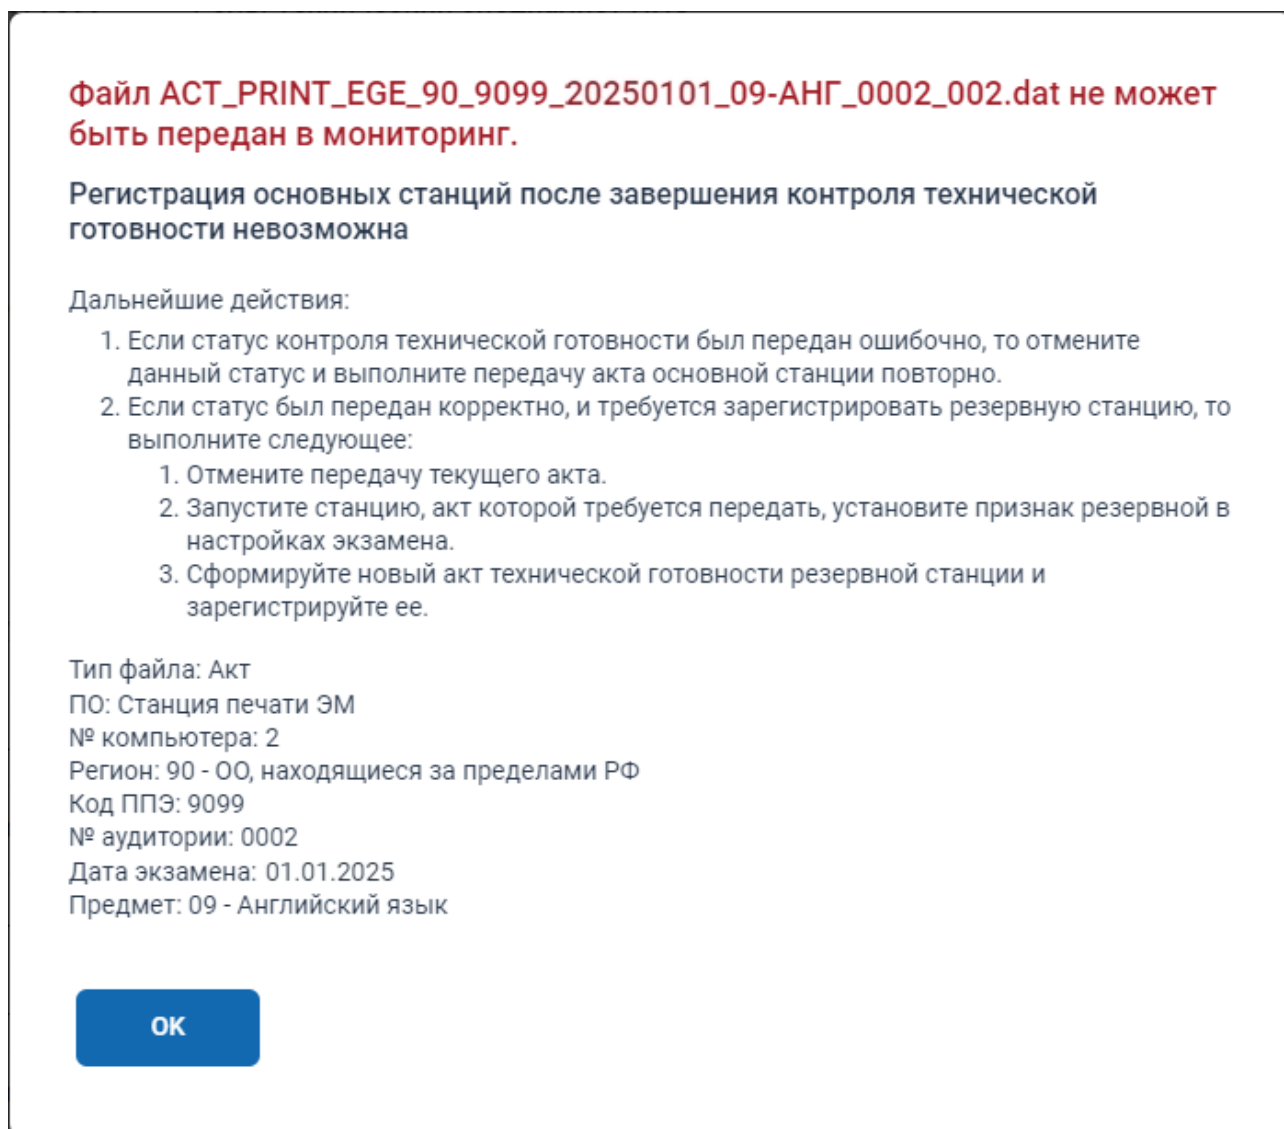 Файл ACT_PRINT_EGE_90_9099_20250101_09-АНГ_0002_002.dat не может
быть передан в мониторинг.
Регистрация основных станций после завершения контроля технической
готовности невозможна
Дальнейшие действия:
1. Если статус контроля технической готовности был передан ошибочно, то отмените
данный статус и выполните передачу акта основной станции повторно.
2. Если статус был передан корректно, и требуется зарегистрировать резервную станцию, то
выполните следующее:
1. Отмените передачу текущего акта.
2. Запустите станцию, акт которой требуется передать, установите признак резервной в
настройках экзамена.
3. Сформируйте новый акт технической готовности резервной станции и
зарегистрируйте ее.
Тип файла: Акт
ПО: Станция печати ЭМ
№ компьютера: 2
Регион: 90 - ОО, находящиеся за пределами РФ
Код ППЭ: 9099
№ аудитории: 0002
Дата экзамена: 01.01.2025
Предмет: 09 - Английский язык
ОК